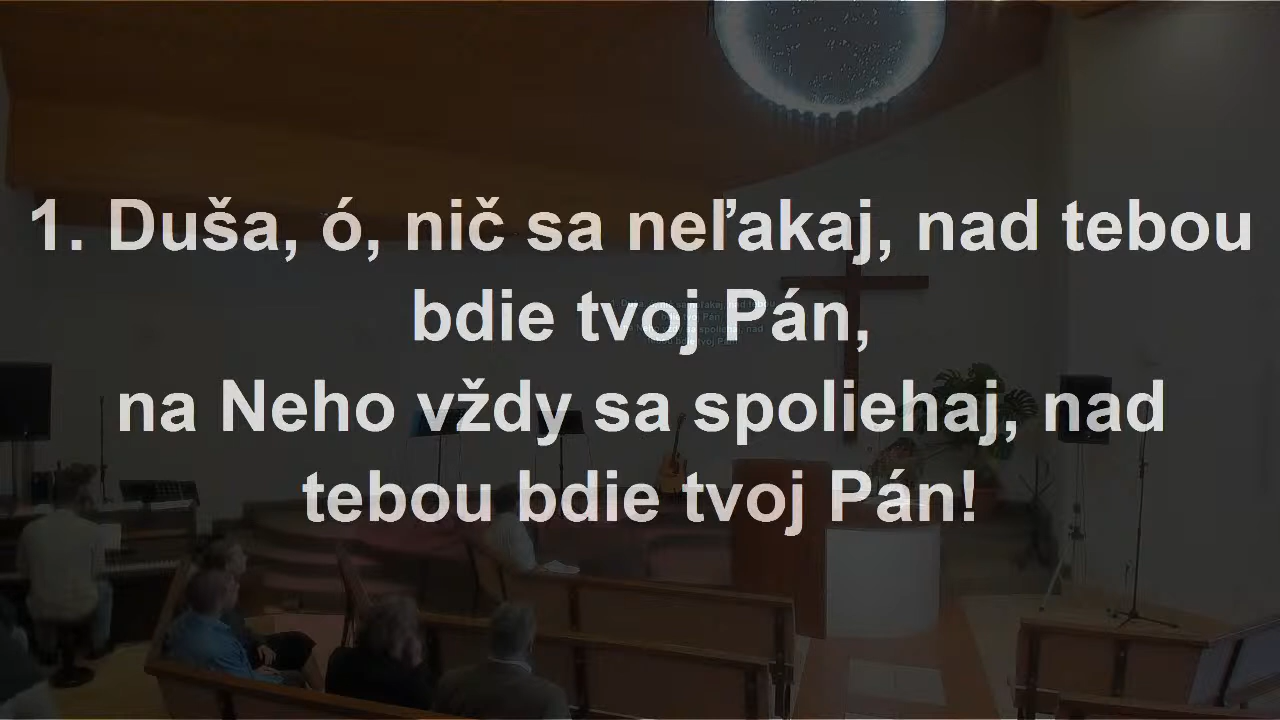 1. Duša, ó, nič sa neľakaj, nad tebou
bdie tvoj Pán,
na Neho vždy sa spoliehaj, nad
tebou bdie tvoj Pán!